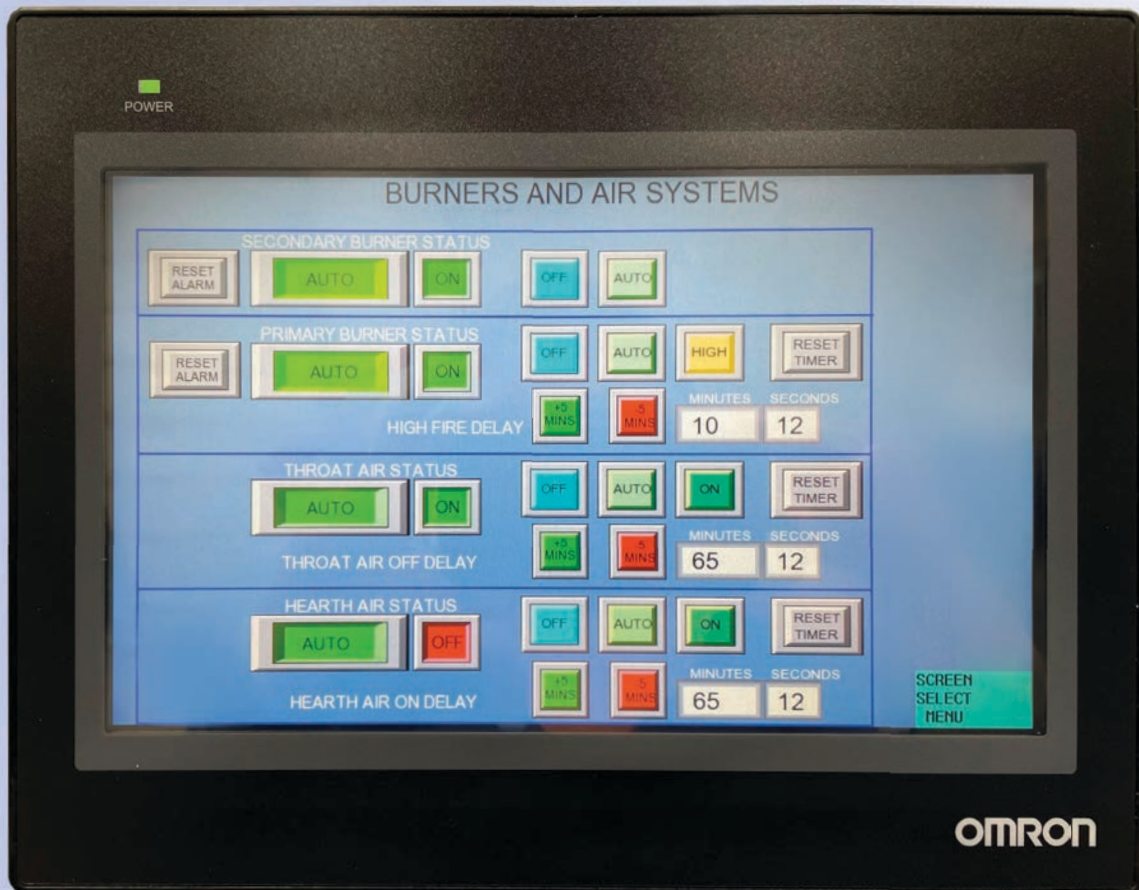 POWER
BURNERS AND AIR SYSTEMS
SECONDARY BURNER STATUS
RESET
ALARM
AUTO
ON
OFF
AUTO
PRIMARY BURNER STATUS
RESET
ALARM
AUTO
ON
OFF
AUTO
HIGH
RESET
TIMER
HIGH FIRE DELAY
+5
MINS
-5
MINS
MINUTES
10
SECONDS
12
THROAT AIR STATUS
AUTO
ON
OFF
AUTO
ON
RESET
TIMER
THROAT AIR OFF DELAY
+5
MINS
-5
MINS
MINUTES
65
SECONDS
12
HEARTH AIR STATUS
AUTO
OFF
OFF
AUTO
ON
RESET
TIMER
HEARTH AIR ON DELAY
+5
MINS
-5
MINS
MINUTES
65
SECONDS
12
SCREEN
SELECT
MENU
OMRON